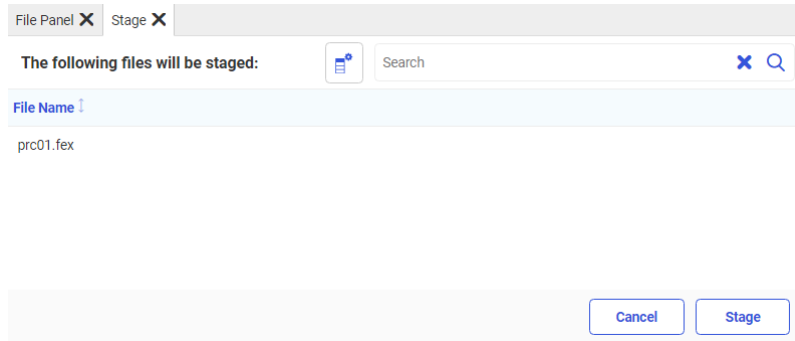 File Panel Stage
The following files will be staged: Search
File Name
prc01.fex
Cancel Stage